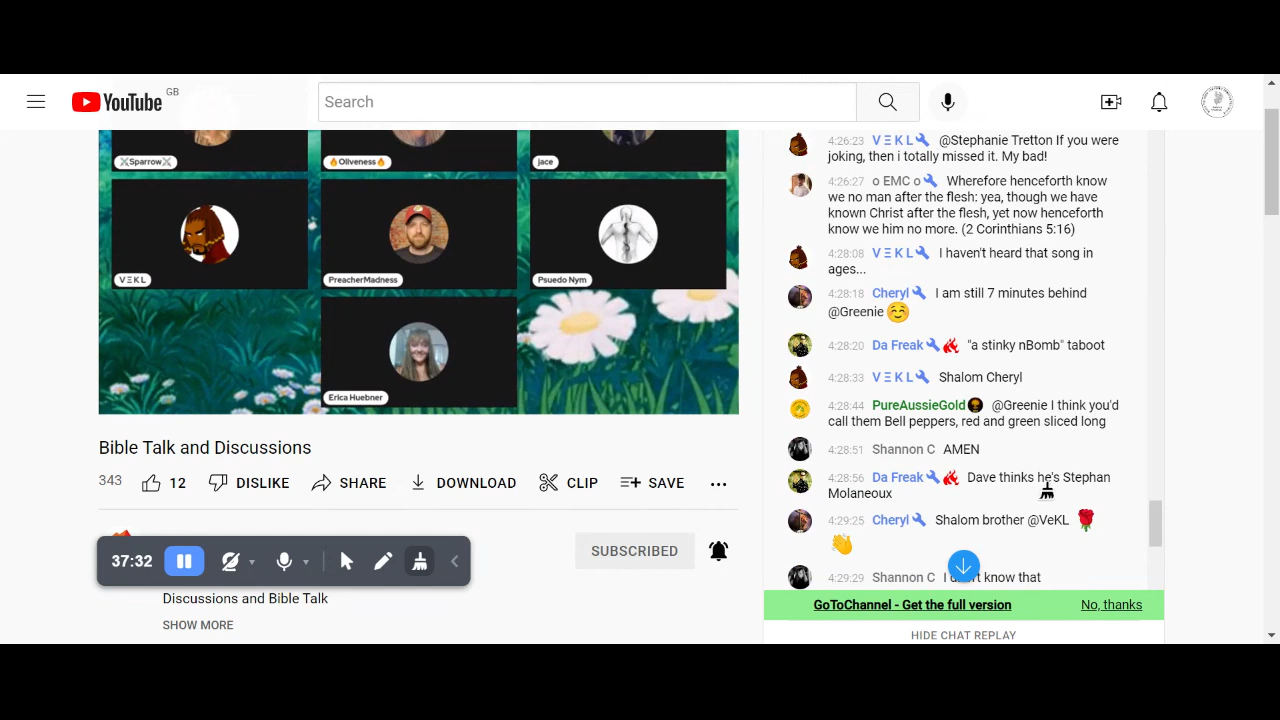 YouTube GB
Search
⚔Sparrow⚔
🔥Oliveness🔥
jace
V Ξ K L
PreacherMadness
Psuedo Nym
Erica Huebner
Bible Talk and Discussions
343
12
DISLIKE
SHARE
DOWNLOAD
CLIP
SAVE
SUBSCRIBED
37:32
Discussions and Bible Talk
SHOW MORE
4:26:23 V Ξ K L @Stephanie Tretton If you were
joking, then i totally missed it. My bad!
4:26:27 o EMC o Wherefore henceforth know
we no man after the flesh: yea, though we have
known Christ after the flesh, yet now henceforth
know we him no more. (2 Corinthians 5:16)
4:28:08 V Ξ K L I haven't heard that song in
ages...
4:28:18 Cheryl I am still 7 minutes behind
@Greenie
4:28:20 Da Freak "a stinky nBomb" taboot
4:28:33 V Ξ K L Shalom Cheryl
4:28:44 PureAussieGold @Greenie I think you'd
call them Bell peppers, red and green sliced long
4:28:51 Shannon C AMEN
4:28:56 Da Freak Dave thinks he's Stephan
Molaneoux
4:29:25 Cheryl Shalom brother @VeKL
4:29:29 Shannon C I know that
GoToChannel - Get the full version No, thanks
HIDE CHAT REPLAY